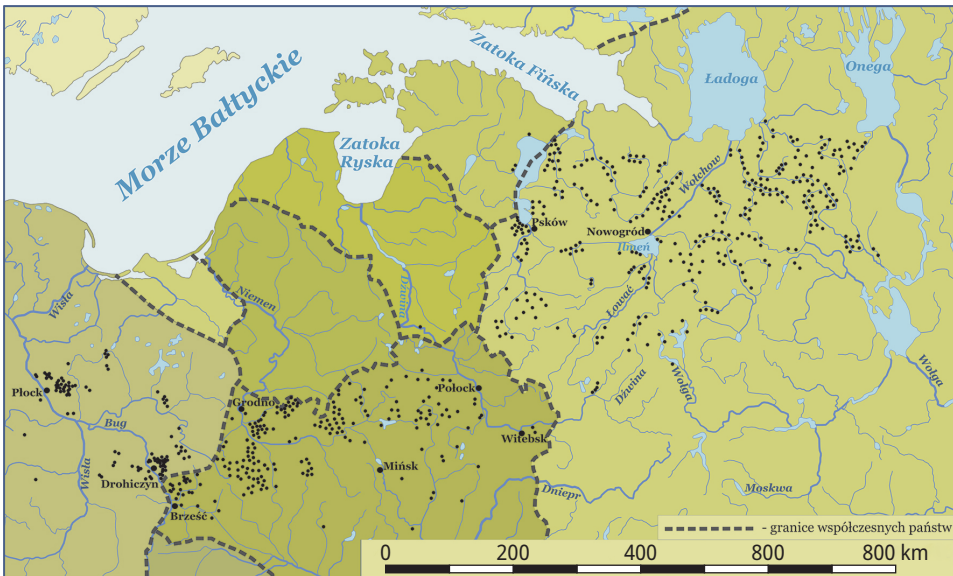 Zatoka Fińska
Ładoga
Onega
Morze Bałtyckie
Zatoka
Ryska
Wołchow
Psków
Nowogród
Ilmeń
Niemen
Dźwina
Łować
Wisła
Dźwina
Wołga
Wołga
Płock
Grodno
Połock
Bug
Witebsk
Wisła
Drohiczyn
Mińsk
Dniepr
Moskwa
Brześć
- granice współczesnych państw
0 200 400 600 800 km